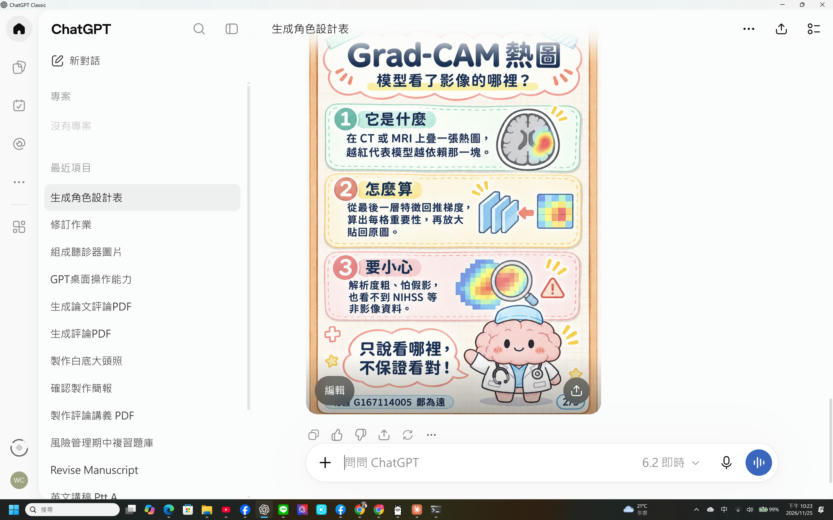 ChatGPT Classic
ChatGPT
生成角色設計表
新對話
專案
沒有專案
最近項目
生成角色設計表
修訂作業
組成聽診器圖片
GPT桌面操作能力
生成論文評論PDF
生成評論PDF
製作白底大頭照
確認製作簡報
製作評論講義 PDF
風險管理期中複習題庫
Revise Manuscript
英文講稿 Ppt A
WC
Grad-CAM 熱圖
模型看了影像的哪裡？
1 它是什麼
在 CT 或 MRI 上疊一張熱圖，
越紅代表模型越依賴那一塊。
2 怎麼算
從最後一層特徵回推梯度，
算出每格重要性，再放大
貼回原圖。
3 要小心
解析度粗、怕假影，
也看不到 NIHSS 等
非影像資料。
只說看哪裡，
不保證看對！
編輯
G167114005 鄭為遠
問問 ChatGPT
6.2 即時
搜尋
21°C
中
99%
下午 10:23
2026/11/25